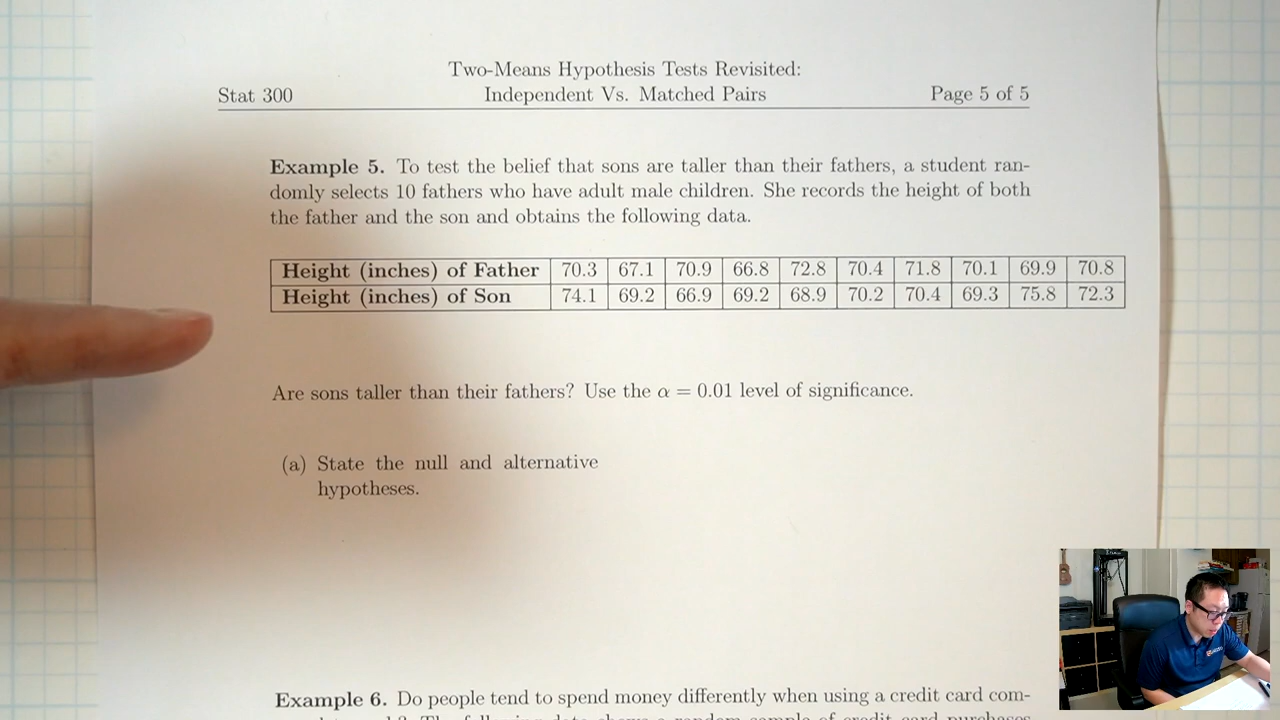 Two-Means Hypothesis Tests Revisited:
Stat 300 Independent Vs. Matched Pairs Page 5 of 5
Example 5. To test the belief that sons are taller than their fathers, a student ran-
domly selects 10 fathers who have adult male children. She records the height of both
the father and the son and obtains the following data.
Height (inches) of Father 70.3 67.1 70.9 66.8 72.8 70.4 71.8 70.1 69.9 70.8
Height (inches) of Son 74.1 69.2 66.9 69.2 68.9 70.2 70.4 69.3 75.8 72.3
Are sons taller than their fathers? Use the α = 0.01 level of significance.
(a) State the null and alternative
hypotheses.
Example 6. Do people tend to spend money differently when using a credit card com-